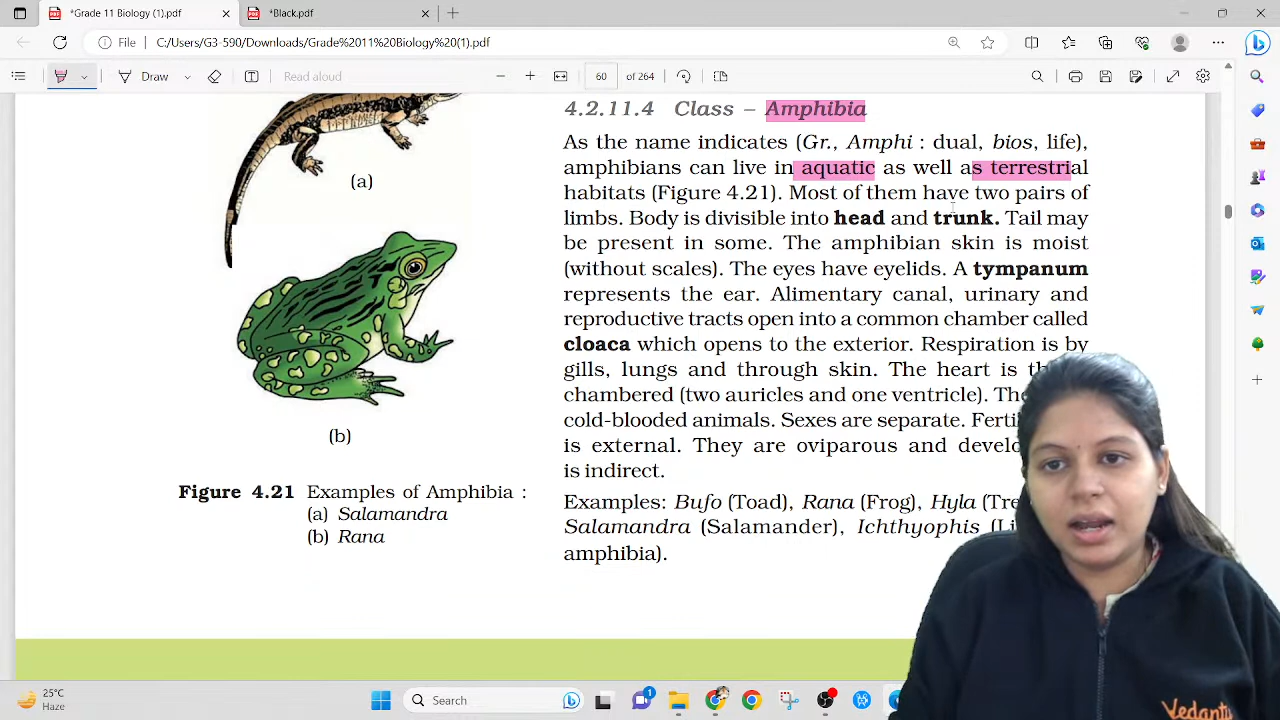 *Grade 11 Biology (1).pdf
*Black.pdf
File C:/Users/G3-590/Downloads/Grade%2011%20Biology%20(1).pdf
Draw
Read aloud
60 of 264
4.2.11.4 Class – Amphibia
As the name indicates (Gr., Amphi : dual, bios, life),
amphibians can live in aquatic as well as terrestrial
habitats (Figure 4.21). Most of them have two pairs of
limbs. Body is divisible into head and trunk. Tail may
be present in some. The amphibian skin is moist
(without scales). The eyes have eyelids. A tympanum
represents the ear. Alimentary canal, urinary and
reproductive tracts open into a common chamber called
cloaca which opens to the exterior. Respiration is by
gills, lungs and through skin. The heart is
chambered (two auricles and one ventricle).
cold-blooded animals. Sexes are separate.
is external. They are oviparous and
is indirect.
Examples: Bufo (Toad), Rana (Frog), Hyla
Salamandra (Salamander), Ichthyophis
amphibia).
(a)
(b)
Figure 4.21 Examples of Amphibia :
(a) Salamandra
(b) Rana
25°C
Haze
Search
1
Vedantu